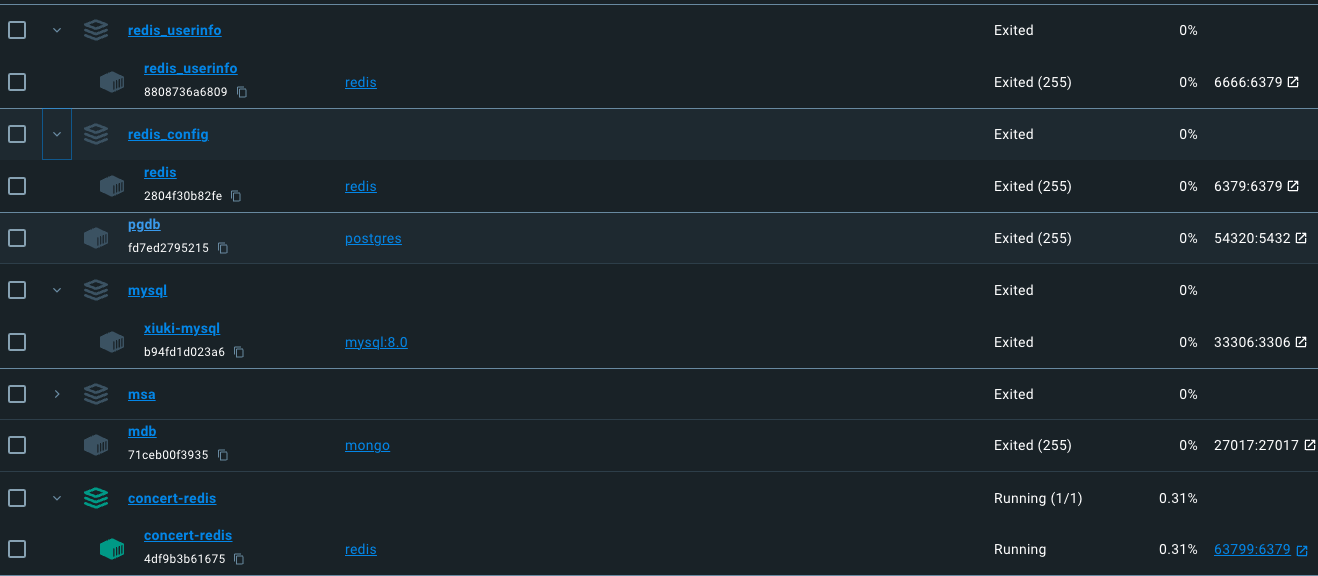 redis_userinfo Exited 0%
redis_userinfo
8808736a6809 redis Exited (255) 0% 6666:6379
redis_config Exited 0%
redis
2804f30b82fe redis Exited (255) 0% 6379:6379
pgdb
fd7ed2795215 postgres Exited (255) 0% 54320:5432
mysql Exited 0%
xiuki-mysql
b94fd1d023a6 mysql:8.0 Exited 0% 33306:3306
msa Exited 0%
mdb
71ceb00f3935 mongo Exited (255) 0% 27017:27017
concert-redis Running (1/1) 0.31%
concert-redis
4df9b3b61675 redis Running 0.31% 63799:6379